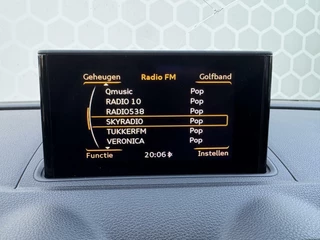 Geheugen Radio FM Golfband
Qmusic Pop
RADIO 10 Pop
RADIO538 Pop
SKYRADIO Pop
TUKKERFM Pop
VERONICA Pop
Functie 20:06 Instellen